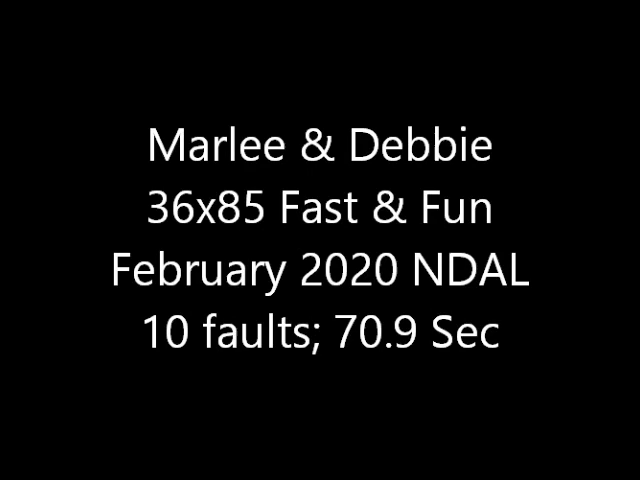 Marlee & Debbie
36x85 Fast & Fun
February 2020 NDAL
10 faults; 70.9 Sec